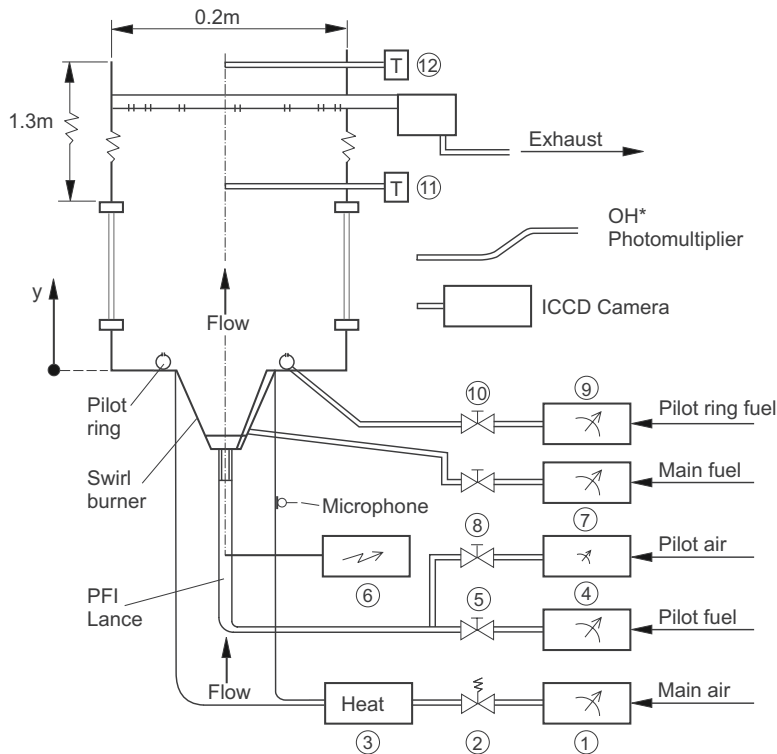 0.2m
T 12
1.3m
Exhaust
T 11
OH*
Photomultiplier
y
ICCD Camera
Flow
Pilot
ring
10
9
Pilot ring fuel
Swirl
burner
Main fuel
Microphone
8
7
Pilot air
6
5
4
PFI
Lance
Pilot fuel
Flow
Heat
Main air
3
2
1